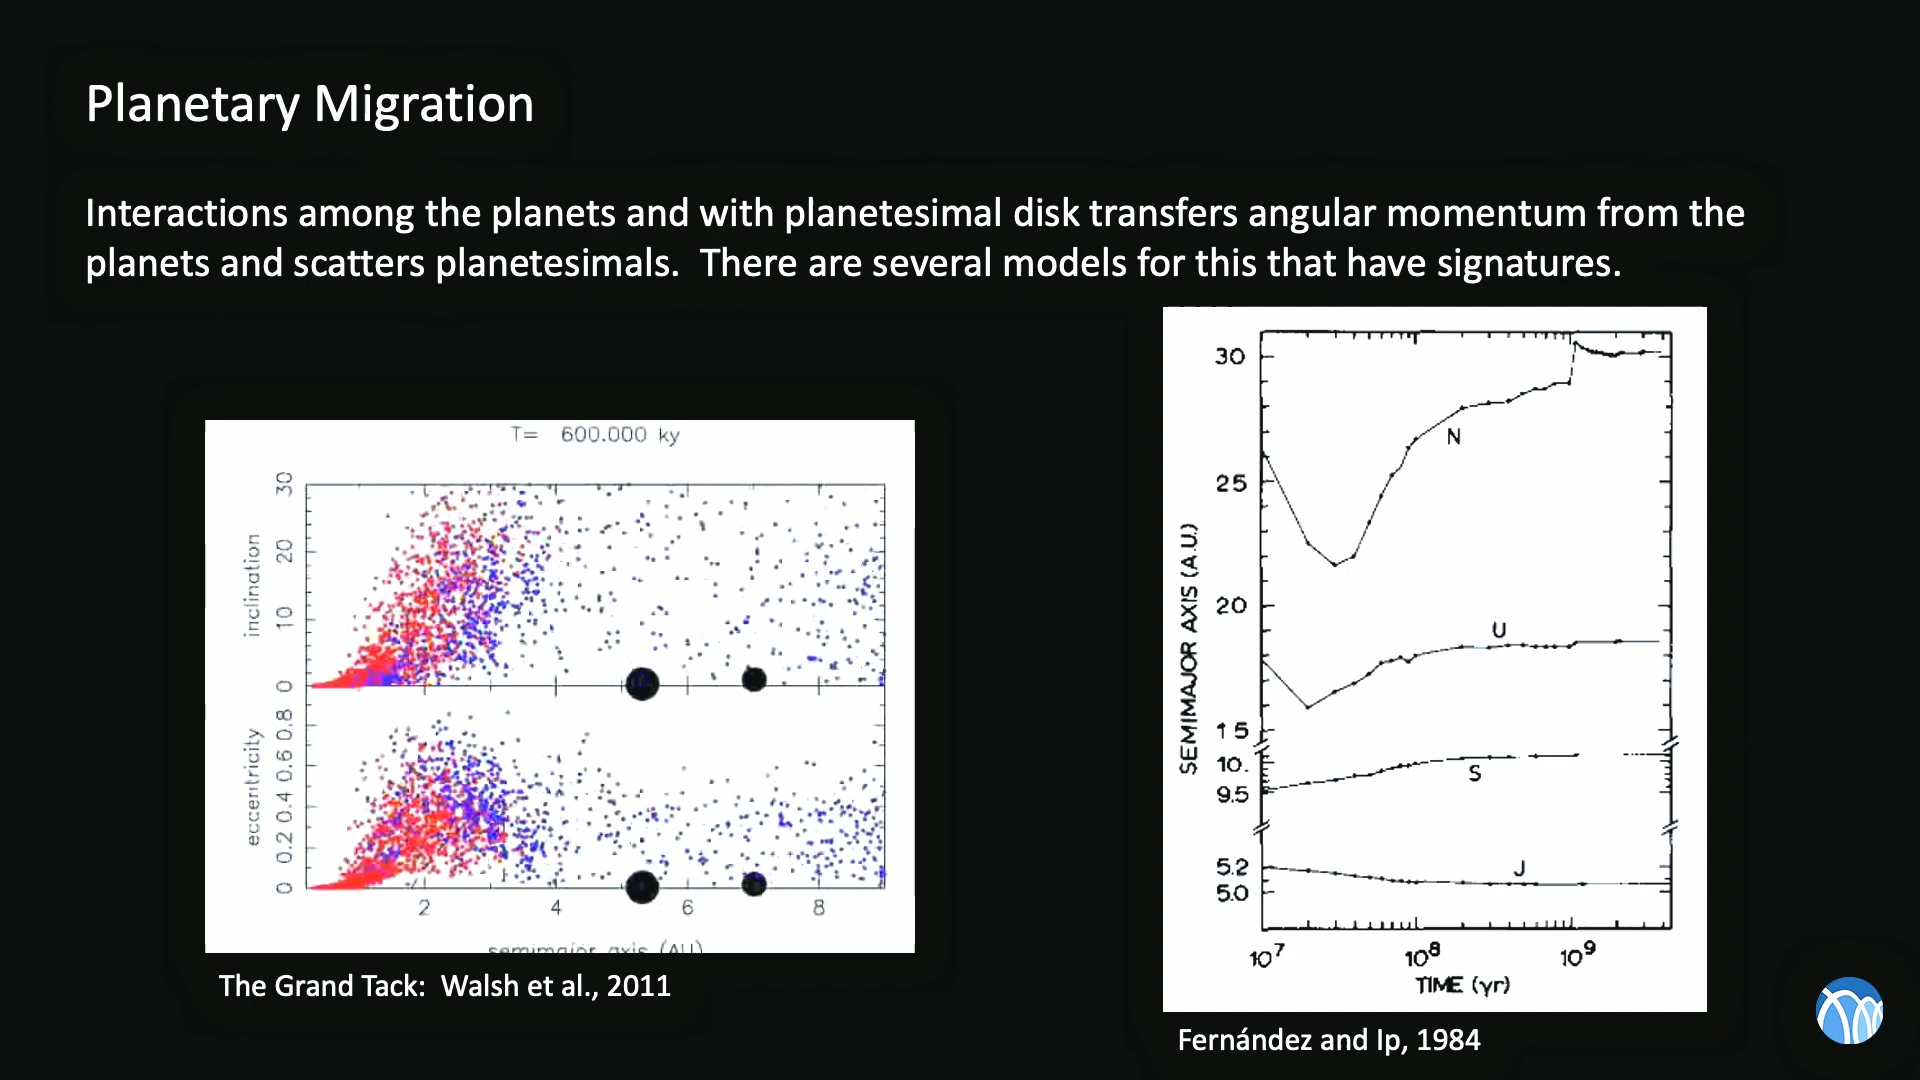 Planetary Migration
Interactions among the planets and with planetesimal disk transfers angular momentum from the
planets and scatters planetesimals.  There are several models for this that have signatures.
T=   600.000 ky
30
20
10
0
inclination
0.8
0.6
0.4
0.2
0
eccentricity
2 4 6 8
semimajor axis (AU)
The Grand Tack:  Walsh et al., 2011
30
25
20
15
10.
9.5
5.2
5.0
SEMIMAJOR AXIS (A.U.)
N
U
S
J
10⁷ 10⁸ 10⁹
TIME (yr)
Fernández and Ip, 1984